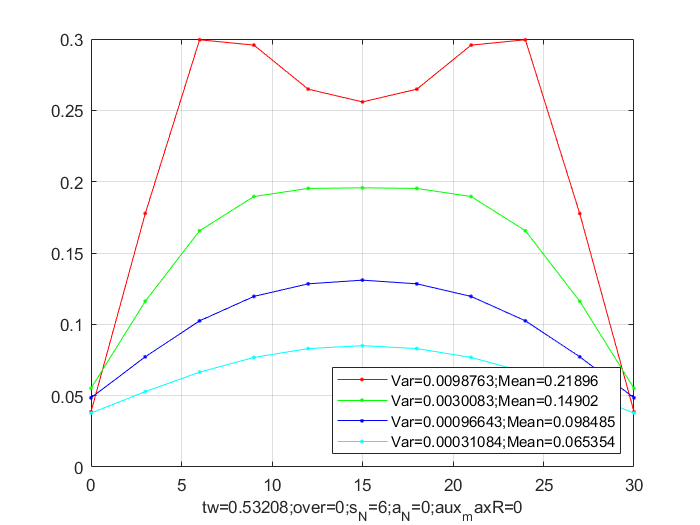 0.3
0.25
0.2
0.15
0.1
0.05
0
0 5 10 15 20 25 30
Var=0.0098763;Mean=0.21896
Var=0.0030083;Mean=0.14902
Var=0.00096643;Mean=0.098485
Var=0.00031084;Mean=0.065354
tw=0.53208;over=0;s_N=6;a_N=0;aux_maxR=0